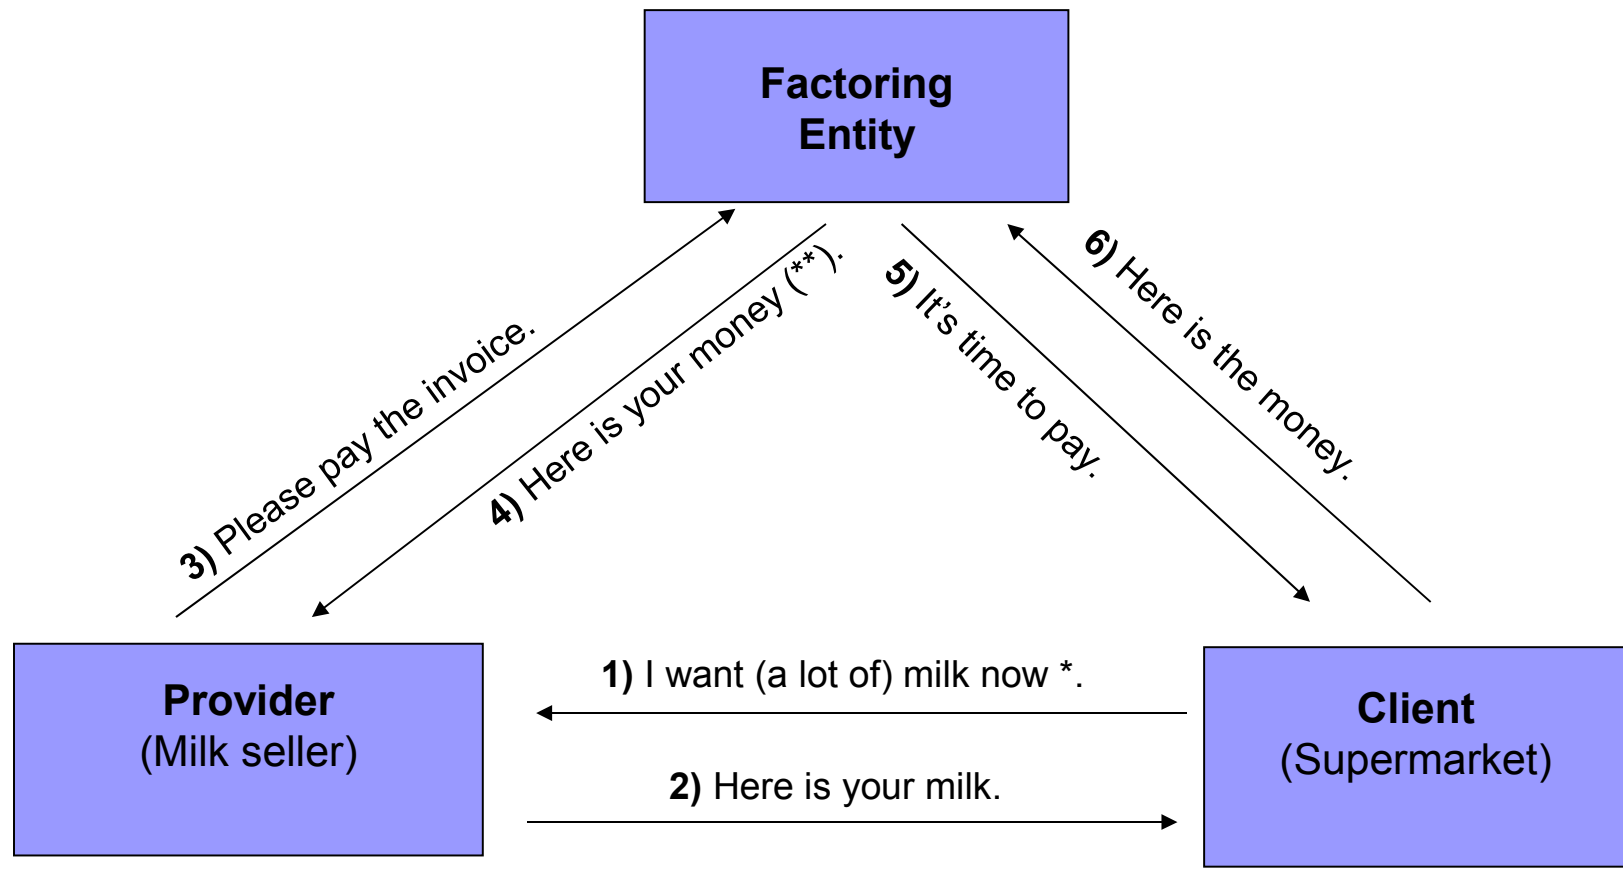 Factoring
Entity
3) Please pay the invoice.
4) Here is your money (**).
5) It’s time to pay.
6) Here is the money.
Provider
(Milk seller)
1) I want (a lot of) milk now *.
2) Here is your milk.
Client
(Supermarket)